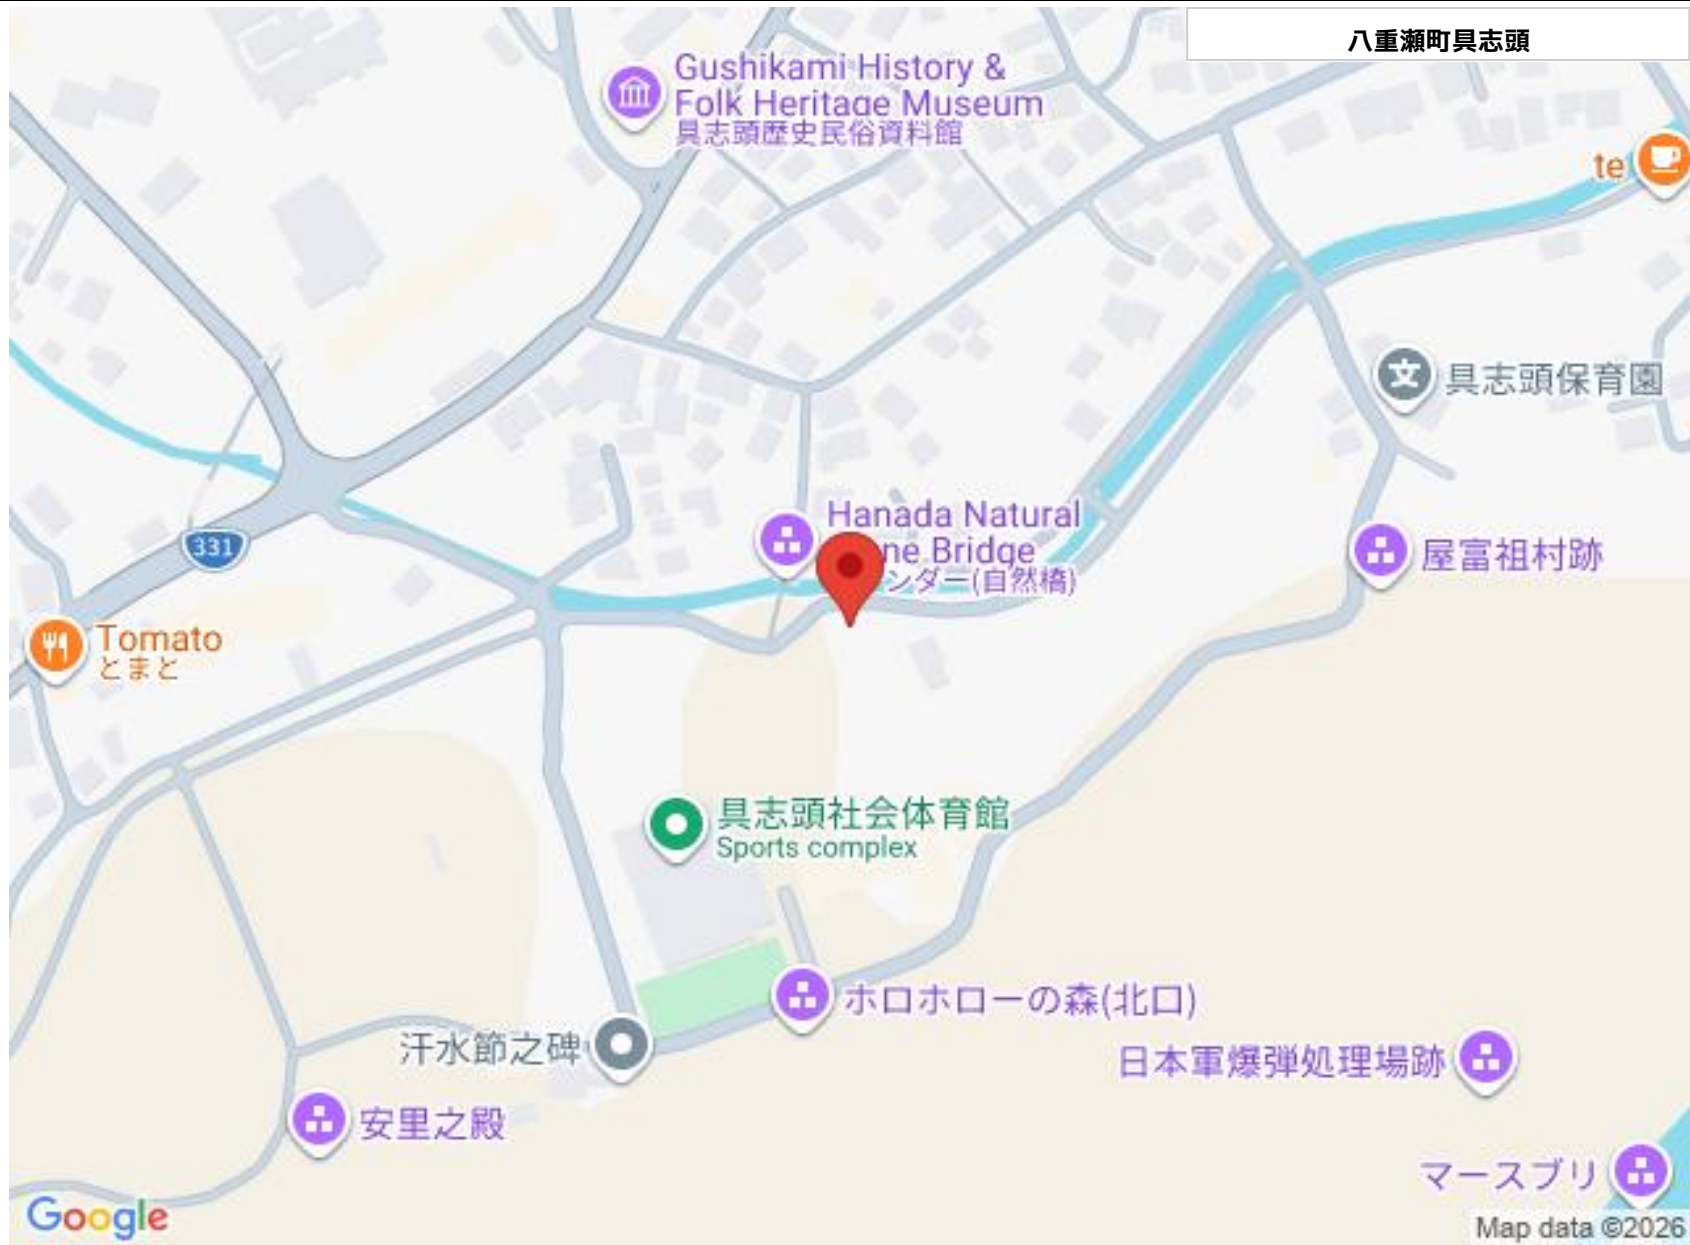 八重瀬町具志頭
Gushikami History &
Folk Heritage Museum
具志頭歴史民俗資料館
te
具志頭保育園
Hanada Natural
ne Bridge
ンダー(自然橋)
屋富祖村跡
331
Tomato
とまと
具志頭社会体育館
Sports complex
ホロホローの森(北口)
汗水節之碑
日本軍爆弾処理場跡
安里之殿
マースブリ
Google
Map data ©2026